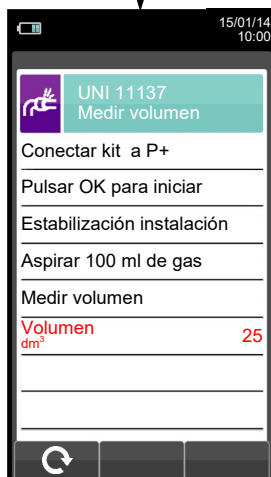 15/01/14
10:00
UNI 11137
Medir volumen
Conectar kit a P+
Pulsar OK para iniciar
Estabilización instalación
Aspirar 100 ml de gas
Medir volumen
Volumen 25
dm³